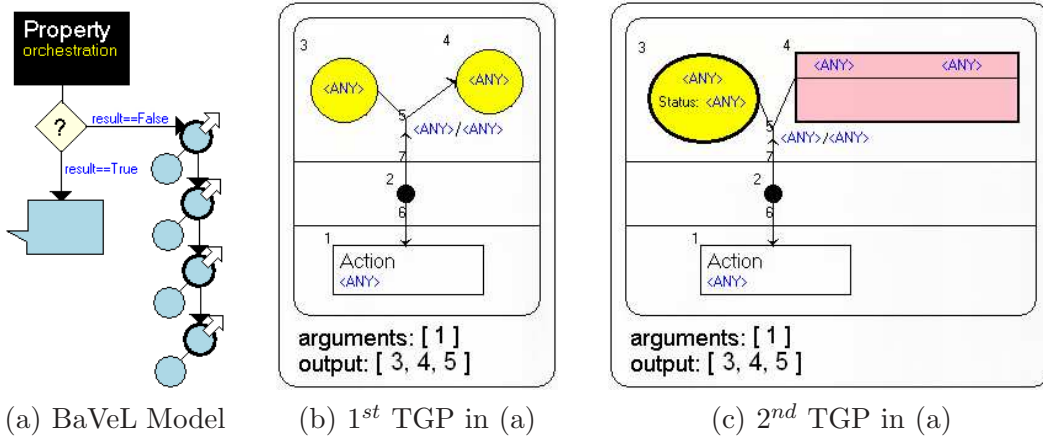 Property
orchestration
?
result==False
result==True
(a) BaVeL Model
3
4
<ANY>
<ANY>
5
<ANY>/<ANY>
7
2
6
1
Action
<ANY>
arguments: [ 1 ]
output: [ 3, 4, 5 ]
(b) 1st TGP in (a)
3
4
<ANY>
Status: <ANY>
<ANY> <ANY>
5
<ANY>/<ANY>
7
2
6
1
Action
<ANY>
arguments: [ 1 ]
output: [ 3, 4, 5 ]
(c) 2nd TGP in (a)